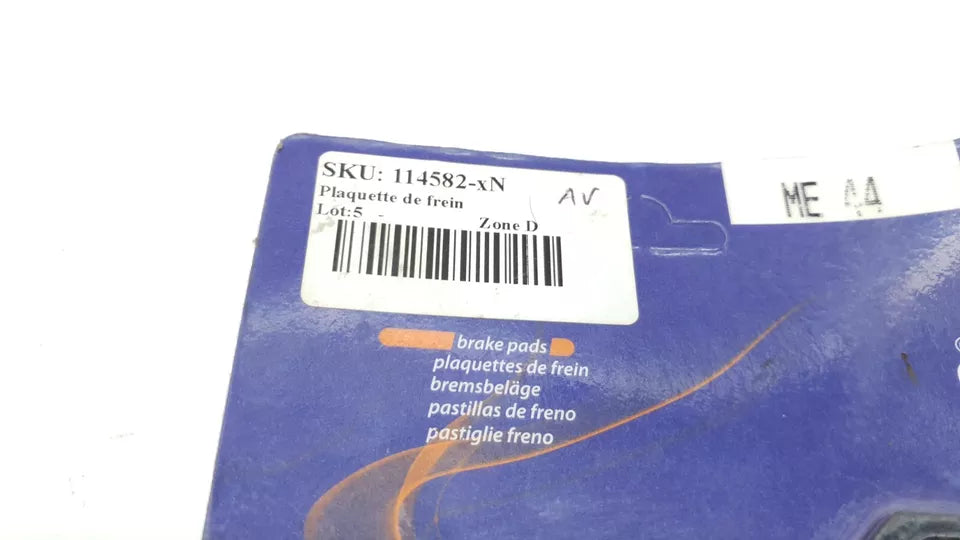 SKU: 114582-xN
AV
Plaquette de frein
Lot:5 -
Zone D
ME 44
brake pads
plaquettes de frein
bremsbeläge
pastillas de freno
pastiglie freno